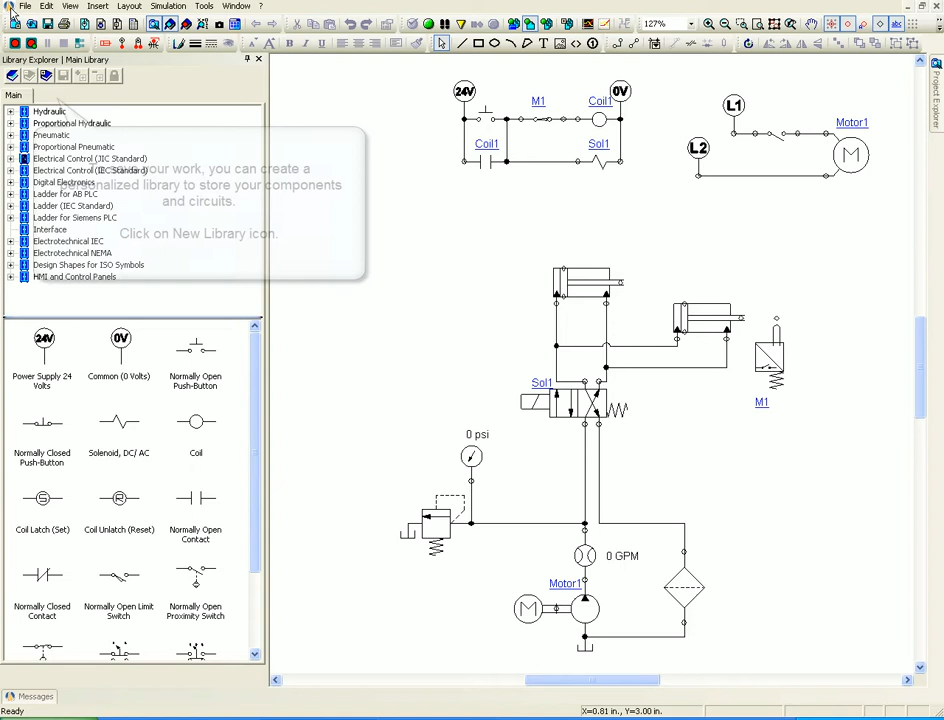 File Edit View Insert Layout Simulation Tools Window ?
127%
Library Explorer | Main Library
Main
Hydraulic
Proportional Hydraulic
Pneumatic
Proportional Pneumatic
Electrical Control (JIC Standard)
Electrical Control (IEC Standard)
Digital Electronics
Ladder for AB PLC
Ladder (IEC Standard)
Ladder for Siemens PLC
Interface
Electrotechnical IEC
Electrotechnical NEMA
Design Shapes for ISO Symbols
HMI and Control Panels
your work, you can create a
personalized library to store your components
and circuits.
Click on New Library icon.
24V
0V
Power Supply 24
Volts
Common (0 Volts)
Normally Open
Push-Button
Normally Closed
Push-Button
Solenoid, DC/ AC
Coil
S
R
Coil Latch (Set)
Coil Unlatch (Reset)
Normally Open
Contact
Normally Closed
Contact
Normally Open Limit
Switch
Normally Open
Proximity Switch
24V
M1
Coil1
0V
Coil1
Sol1
L1
Motor1
L2
M
Sol1
M1
0 psi
0 GPM
Motor1
M
Project Explorer
Messages
Ready
X=0.81 in., Y=3.00 in.